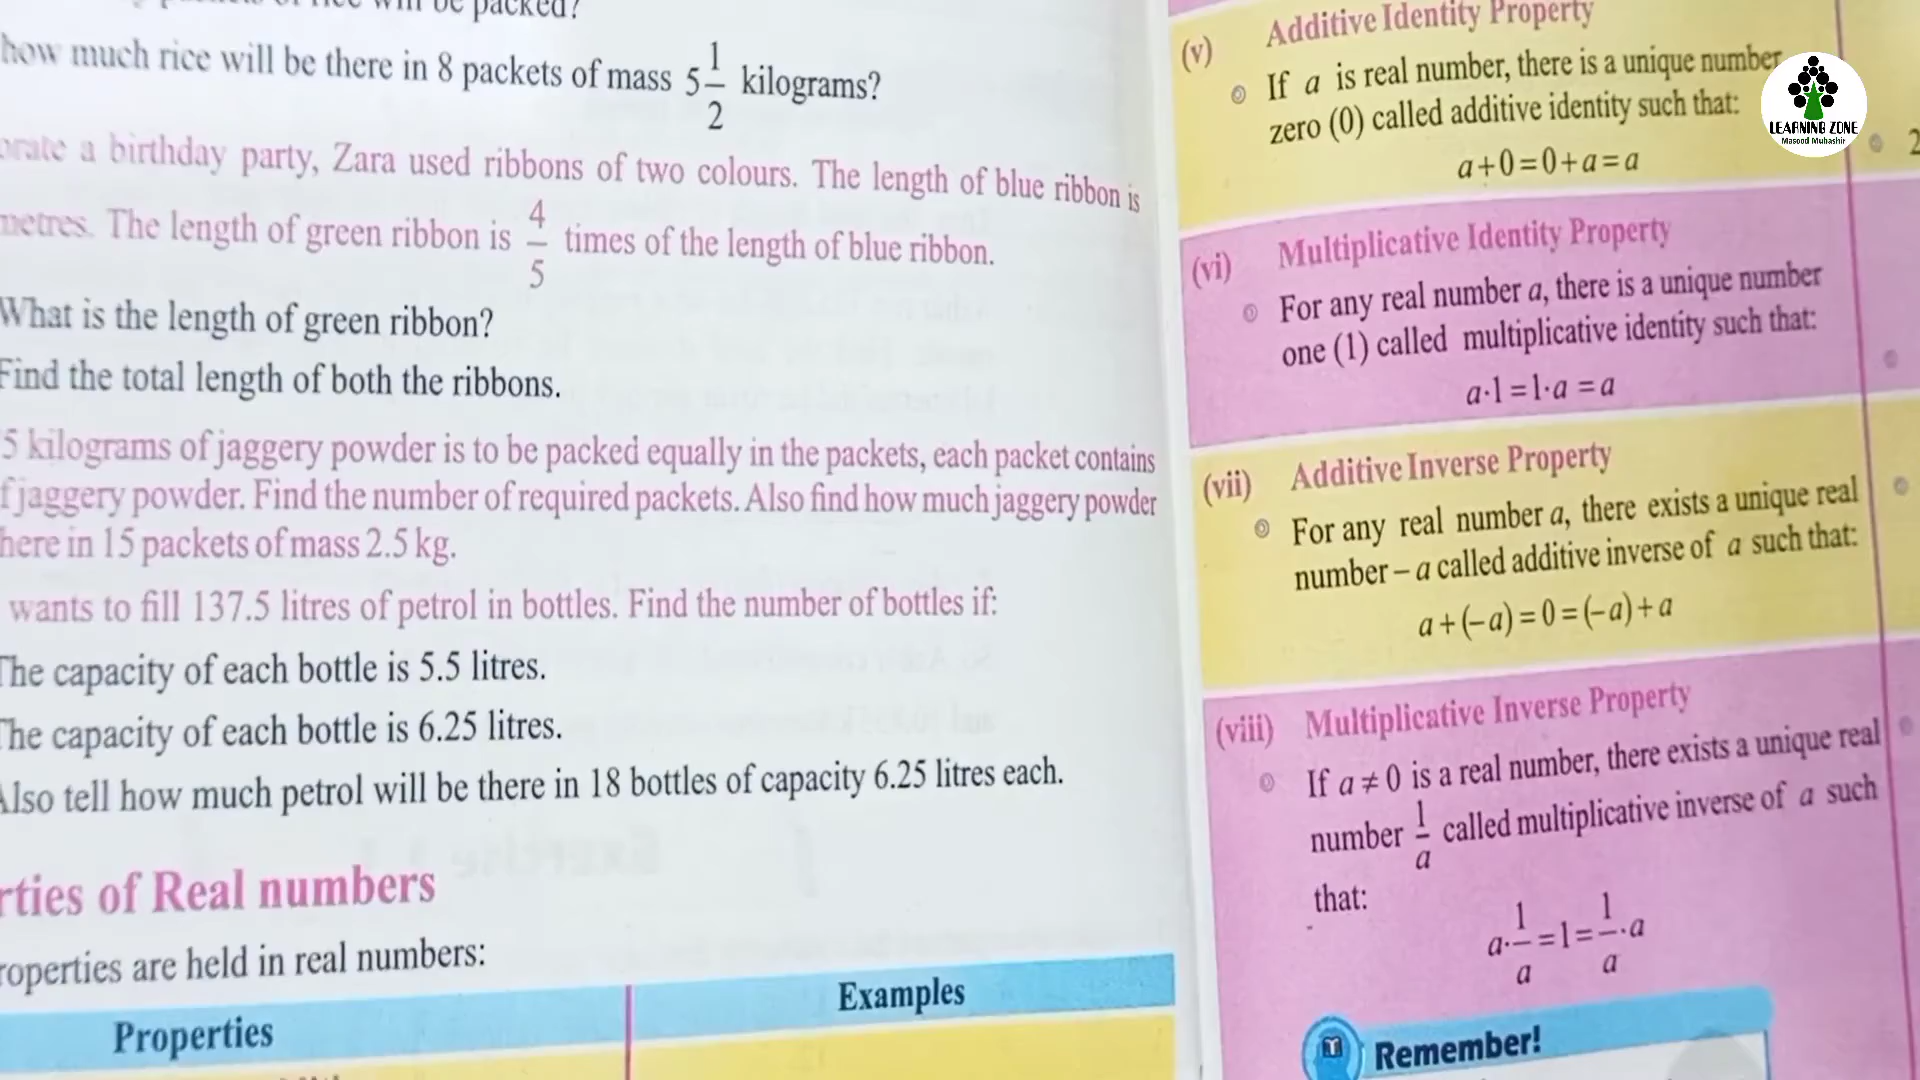 packets of rice will be packed?
how much rice will be there in 8 packets of mass 5 1/2 kilograms?
a birthday party, Zara used ribbons of two colours. The length of blue ribbon is
metres. The length of green ribbon is 4/5 times of the length of blue ribbon.
What is the length of green ribbon?
Find the total length of both the ribbons.
5 kilograms of jaggery powder is to be packed equally in the packets, each packet contains
f jaggery powder. Find the number of required packets. Also find how much jaggery powder
here in 15 packets of mass 2.5 kg.
wants to fill 137.5 litres of petrol in bottles. Find the number of bottles if:
The capacity of each bottle is 5.5 litres.
The capacity of each bottle is 6.25 litres.
Also tell how much petrol will be there in 18 bottles of capacity 6.25 litres each.
rties of Real numbers
roperties are held in real numbers:
Properties
Examples
(v) Additive Identity Property
If a is real number, there is a unique number
zero (0) called additive identity such that:
a+0=0+a=a
(vi) Multiplicative Identity Property
For any real number a, there is a unique number
one (1) called multiplicative identity such that:
a·1=1·a=a
(vii) Additive Inverse Property
For any real number a, there exists a unique real
number – a called additive inverse of a such that:
a+(–a)=0=(–a)+a
(viii) Multiplicative Inverse Property
If a≠0 is a real number, there exists a unique real
number 1/a called multiplicative inverse of a such
that:
a·1/a=1=1/a·a
Remember!
2
LEARNING ZONE
Masood Mubashir